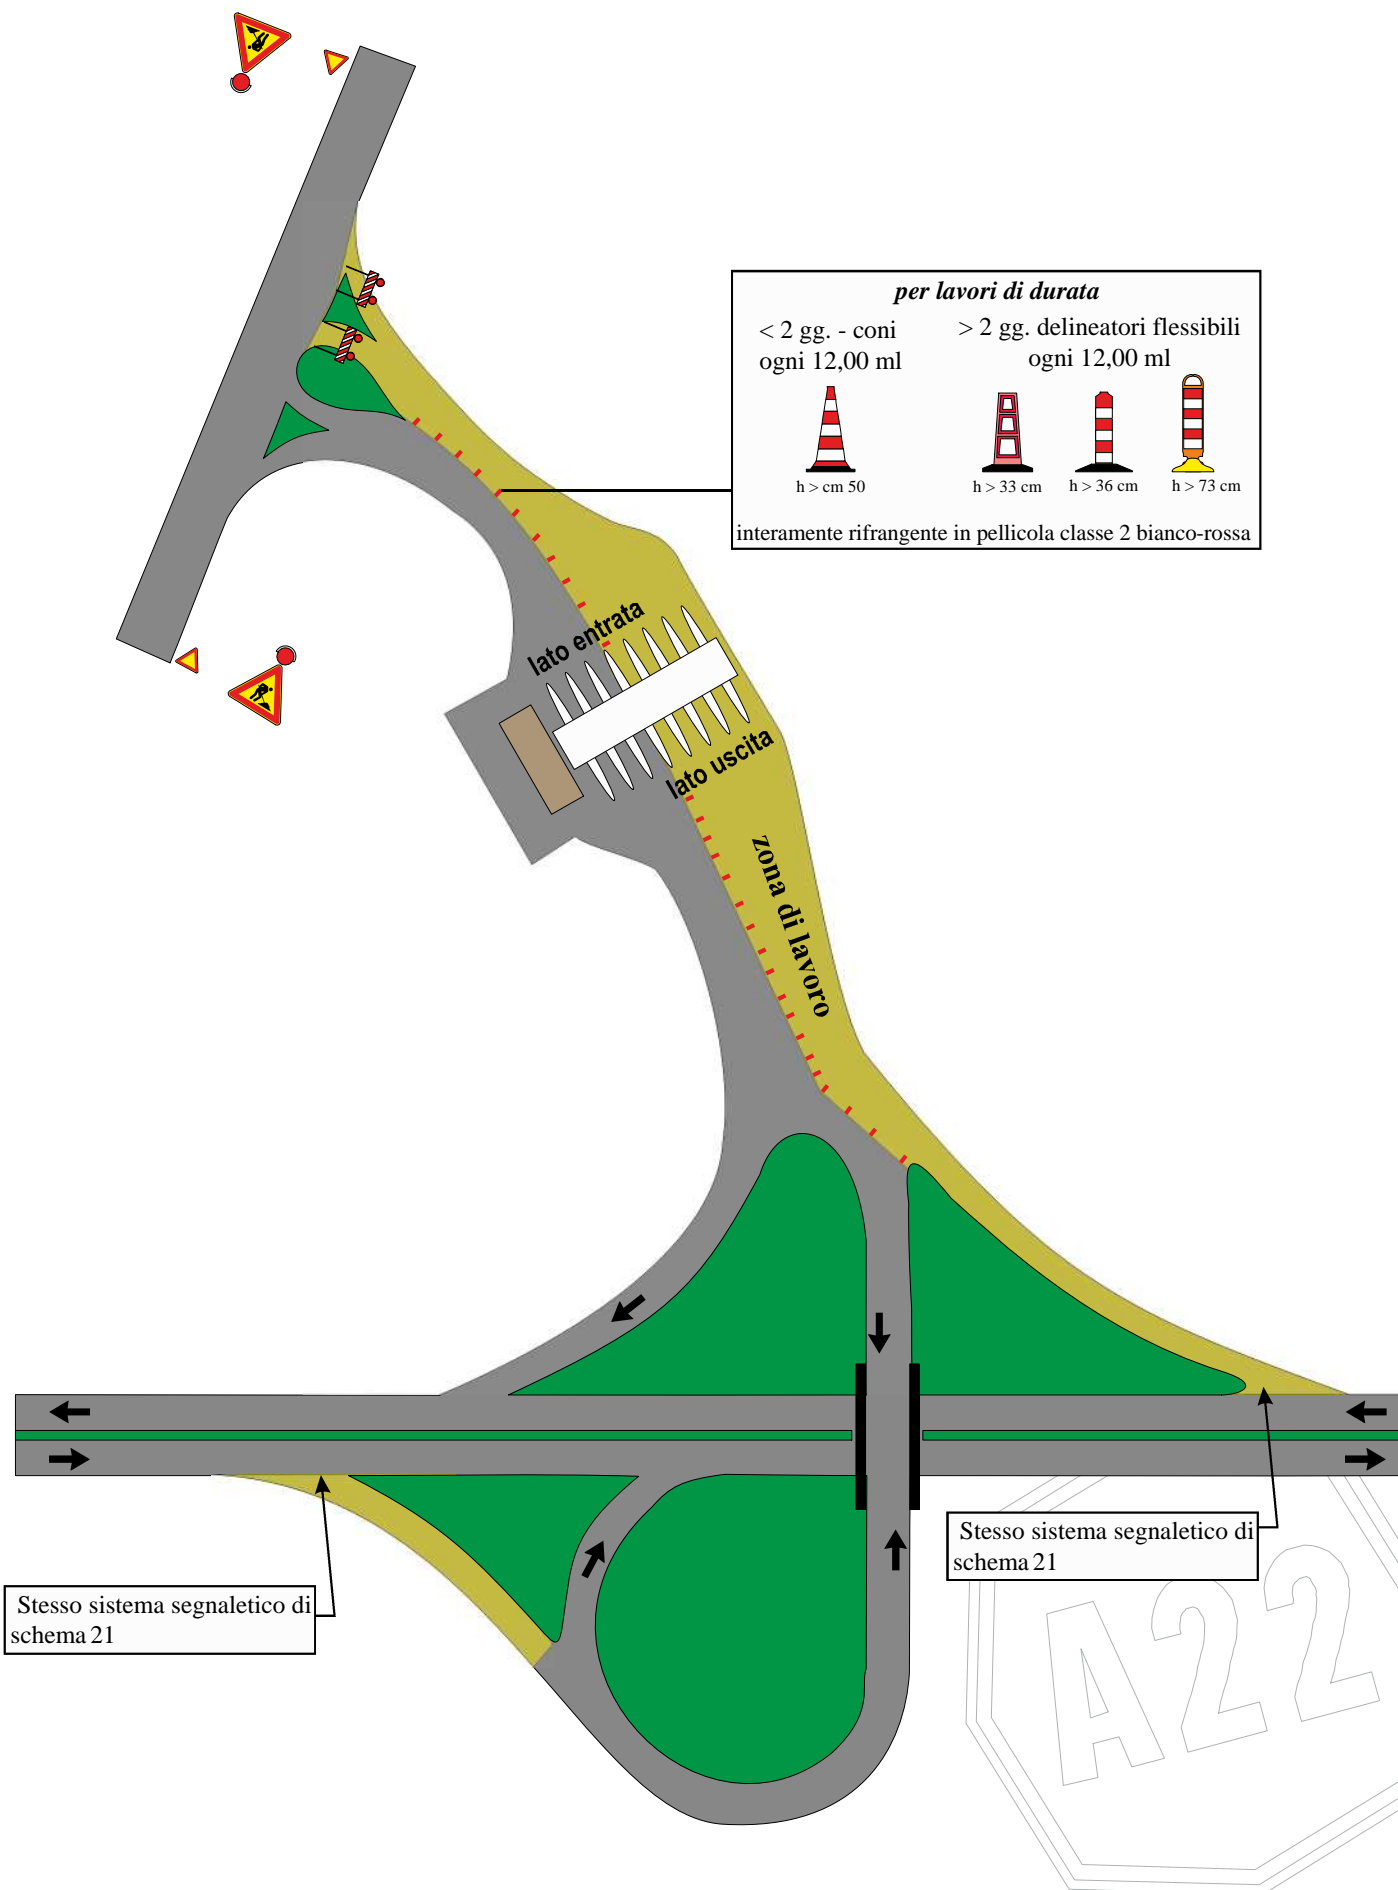 per lavori di durata
< 2 gg. - coni
ogni 12,00 ml
> 2 gg. delineatori flessibili
ogni 12,00 ml
h > cm 50
h > 33 cm
h > 36 cm
h > 73 cm
interamente rifrangente in pellicola classe 2 bianco-rossa
lato entrata
lato uscita
zona di lavoro
Stesso sistema segnaletico di
schema 21
Stesso sistema segnaletico di
schema 21
A22